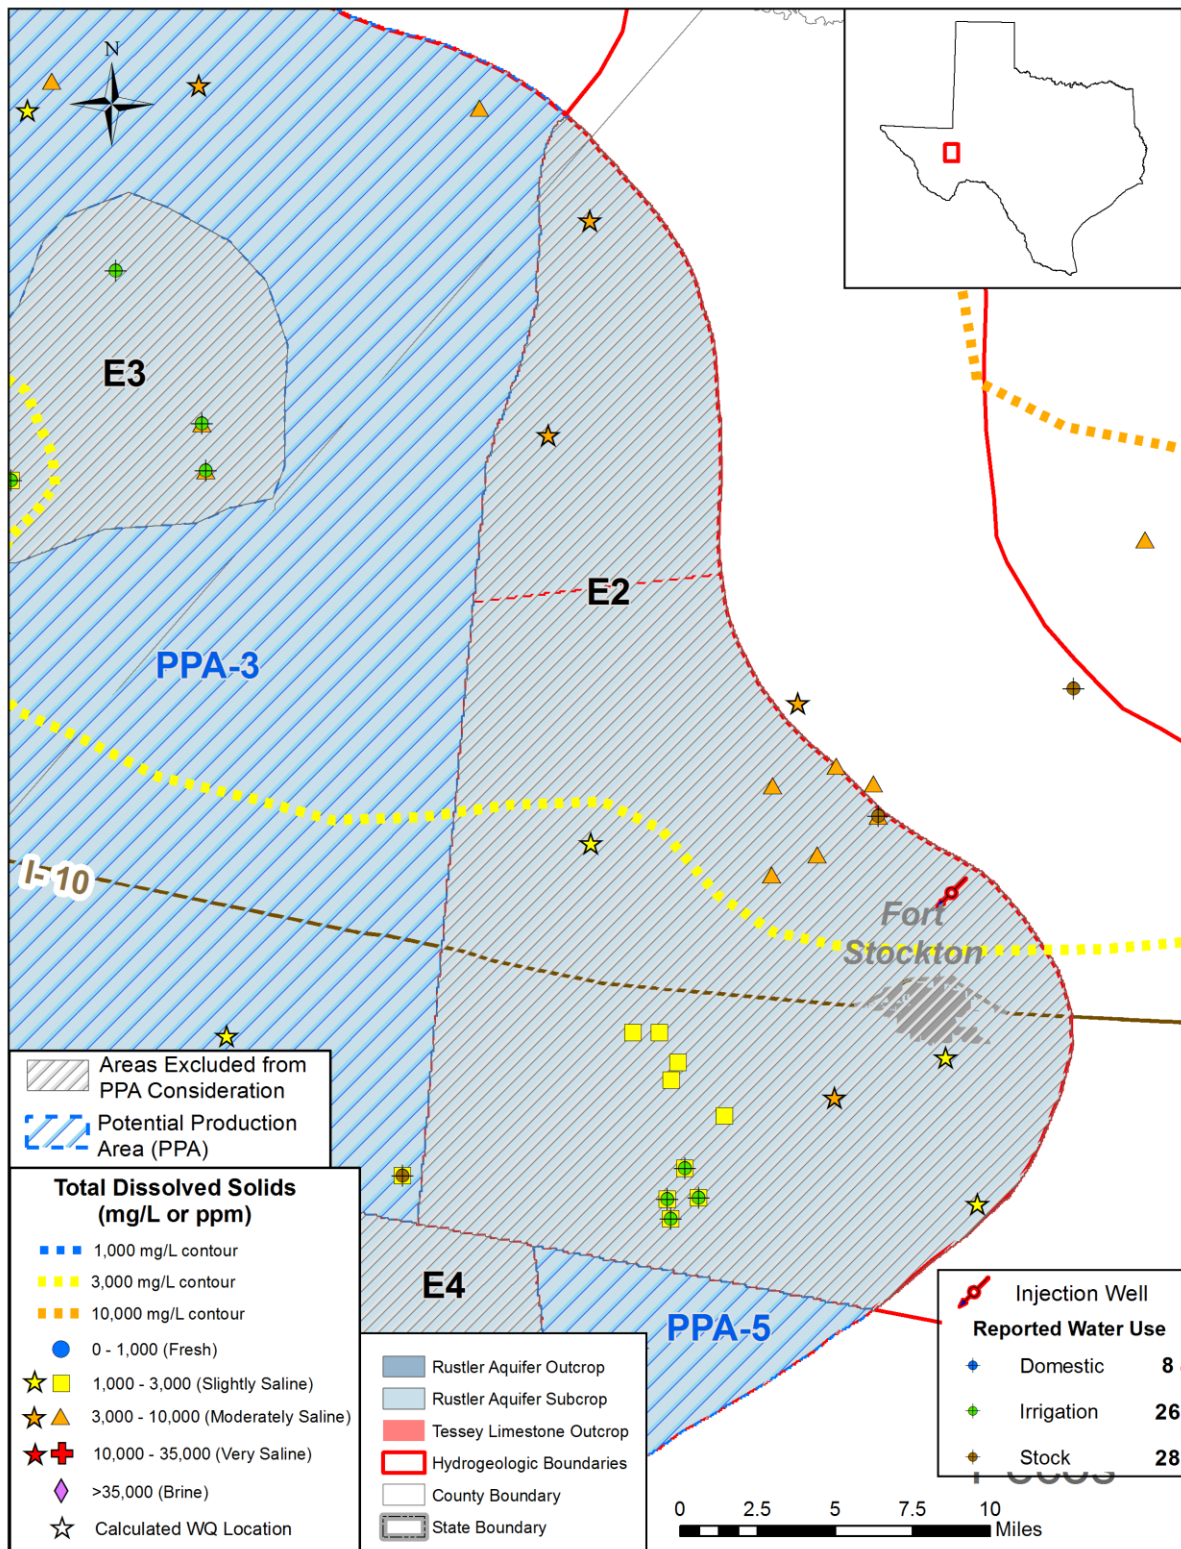 N
E3
E2
PPA-3
I-10
Fort
Stockton
E4
PPA-5
Areas Excluded from
PPA Consideration
Potential Production
Area (PPA)
Total Dissolved Solids
(mg/L or ppm)
1,000 mg/L contour
3,000 mg/L contour
10,000 mg/L contour
0 - 1,000 (Fresh)
1,000 - 3,000 (Slightly Saline)
3,000 - 10,000 (Moderately Saline)
10,000 - 35,000 (Very Saline)
>35,000 (Brine)
Calculated WQ Location
Rustler Aquifer Outcrop
Rustler Aquifer Subcrop
Tessey Limestone Outcrop
Hydrogeologic Boundaries
County Boundary
State Boundary
Injection Well
Reported Water Use
Domestic 8
Irrigation 26
Stock 28
0 2.5 5 7.5 10
Miles